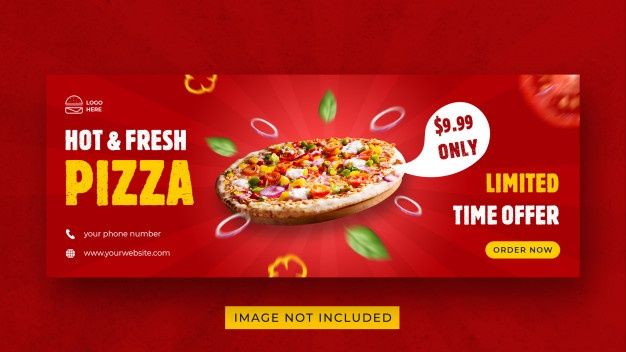 LOGO
HERE
HOT & FRESH
PIZZA
your phone number
www.yourwebsite.com
$9.99
ONLY
LIMITED
TIME OFFER
ORDER NOW
IMAGE NOT INCLUDED